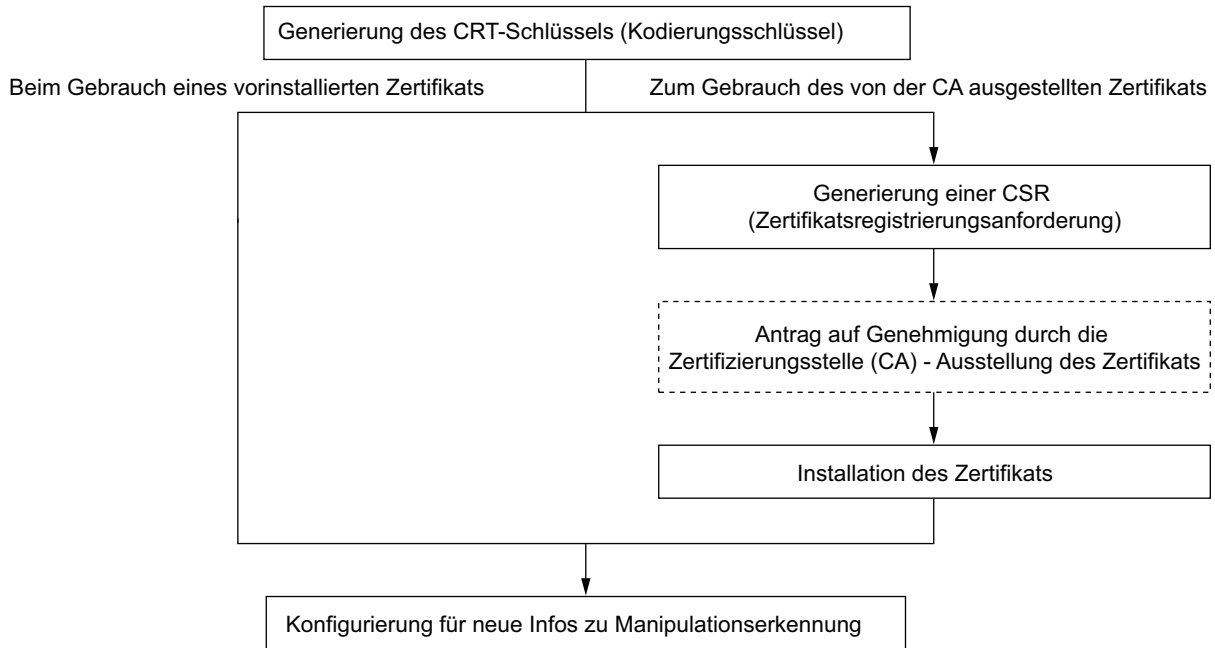 Generierung des CRT-Schlüssels (Kodierungsschlüssel)
Beim Gebrauch eines vorinstallierten Zertifikats
Zum Gebrauch des von der CA ausgestellten Zertifikats
Generierung einer CSR
(Zertifikatsregistrierungsanforderung)
Antrag auf Genehmigung durch die
Zertifizierungsstelle (CA) - Ausstellung des Zertifikats
Installation des Zertifikats
Konfigurierung für neue Infos zu Manipulationserkennung